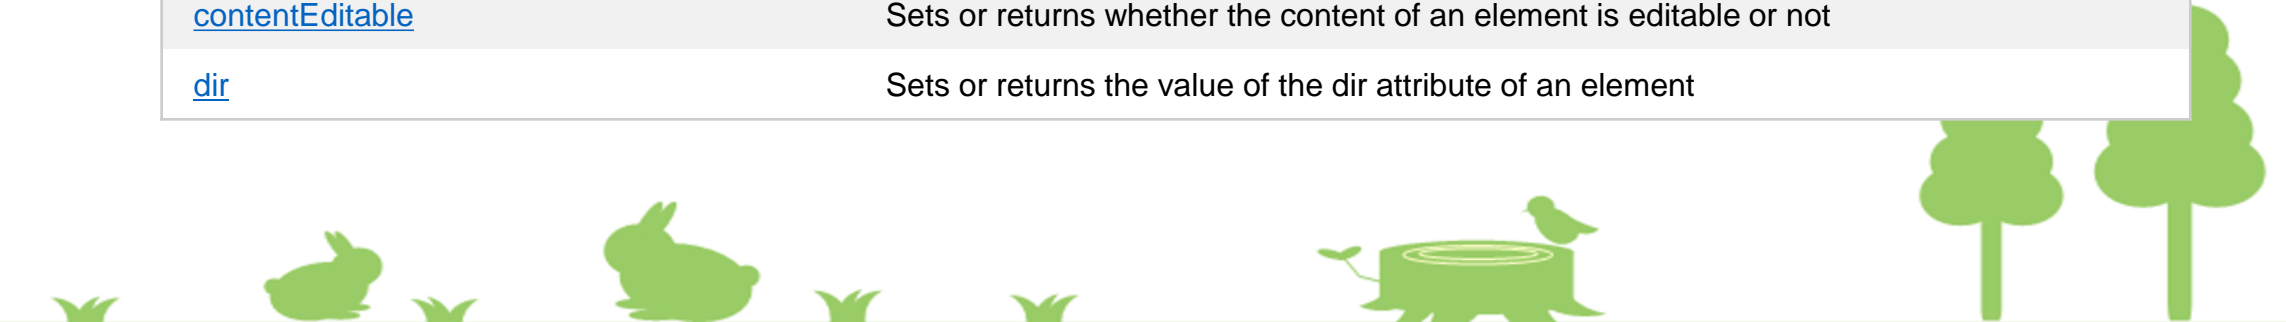 contentEditable Sets or returns whether the content of an element is editable or not
dir Sets or returns the value of the dir attribute of an element